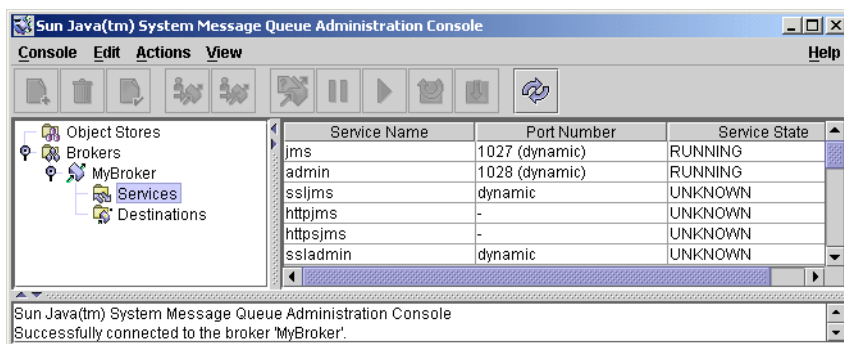 Sun Java(tm) System Message Queue Administration Console
Console Edit Actions View Help
Object Stores
Brokers
MyBroker
Services
Destinations
Service Name Port Number Service State
jms 1027 (dynamic) RUNNING
admin 1028 (dynamic) RUNNING
ssljms dynamic UNKNOWN
httpjms - UNKNOWN
httpsjms - UNKNOWN
ssladmin dynamic UNKNOWN
Sun Java(tm) System Message Queue Administration Console
Successfully connected to the broker 'MyBroker'.